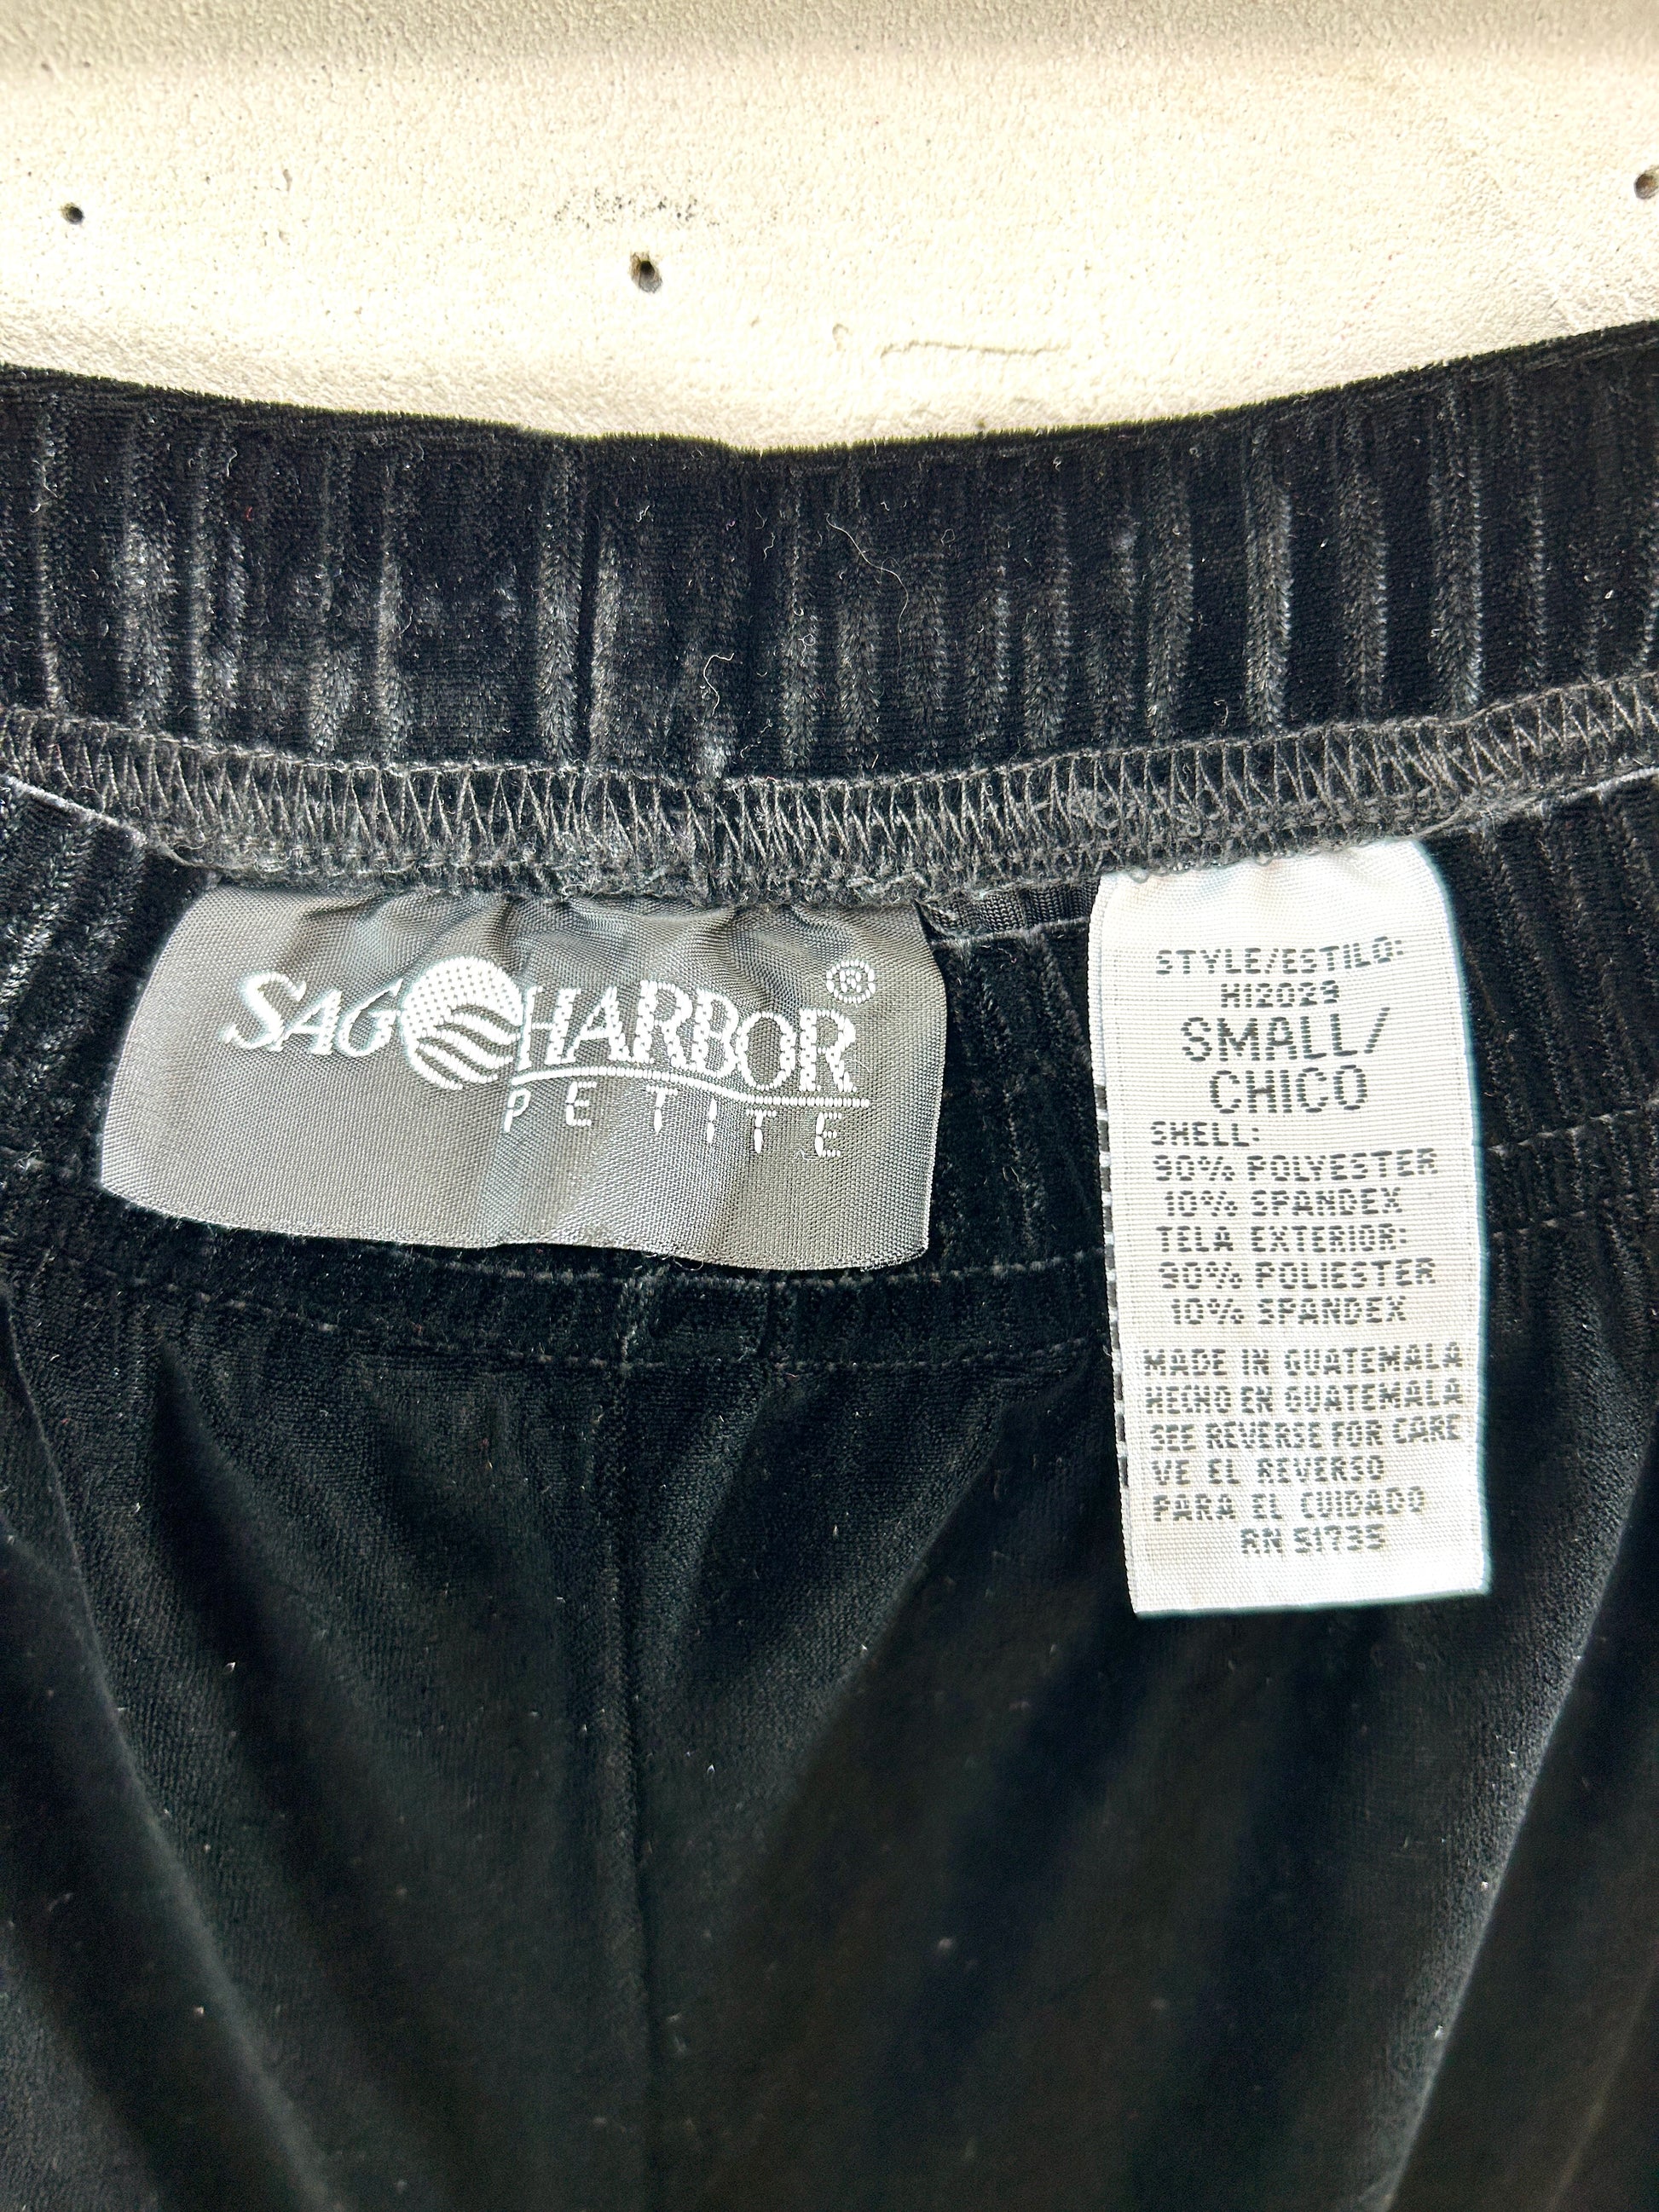 SAG HARBOR ®
PETITE
STYLE/ESTILO:
HI2029
SMALL/
CHICO
SHELL:
90% POLYESTER
10% SPANDEX
TELA EXTERIOR:
90% POLIESTER
10% SPANDEX
MADE IN GUATEMALA
HECHO EN GUATEMALA
SEE REVERSE FOR CARE
VE EL REVERSO
PARA EL CUIDADO
RN 51735